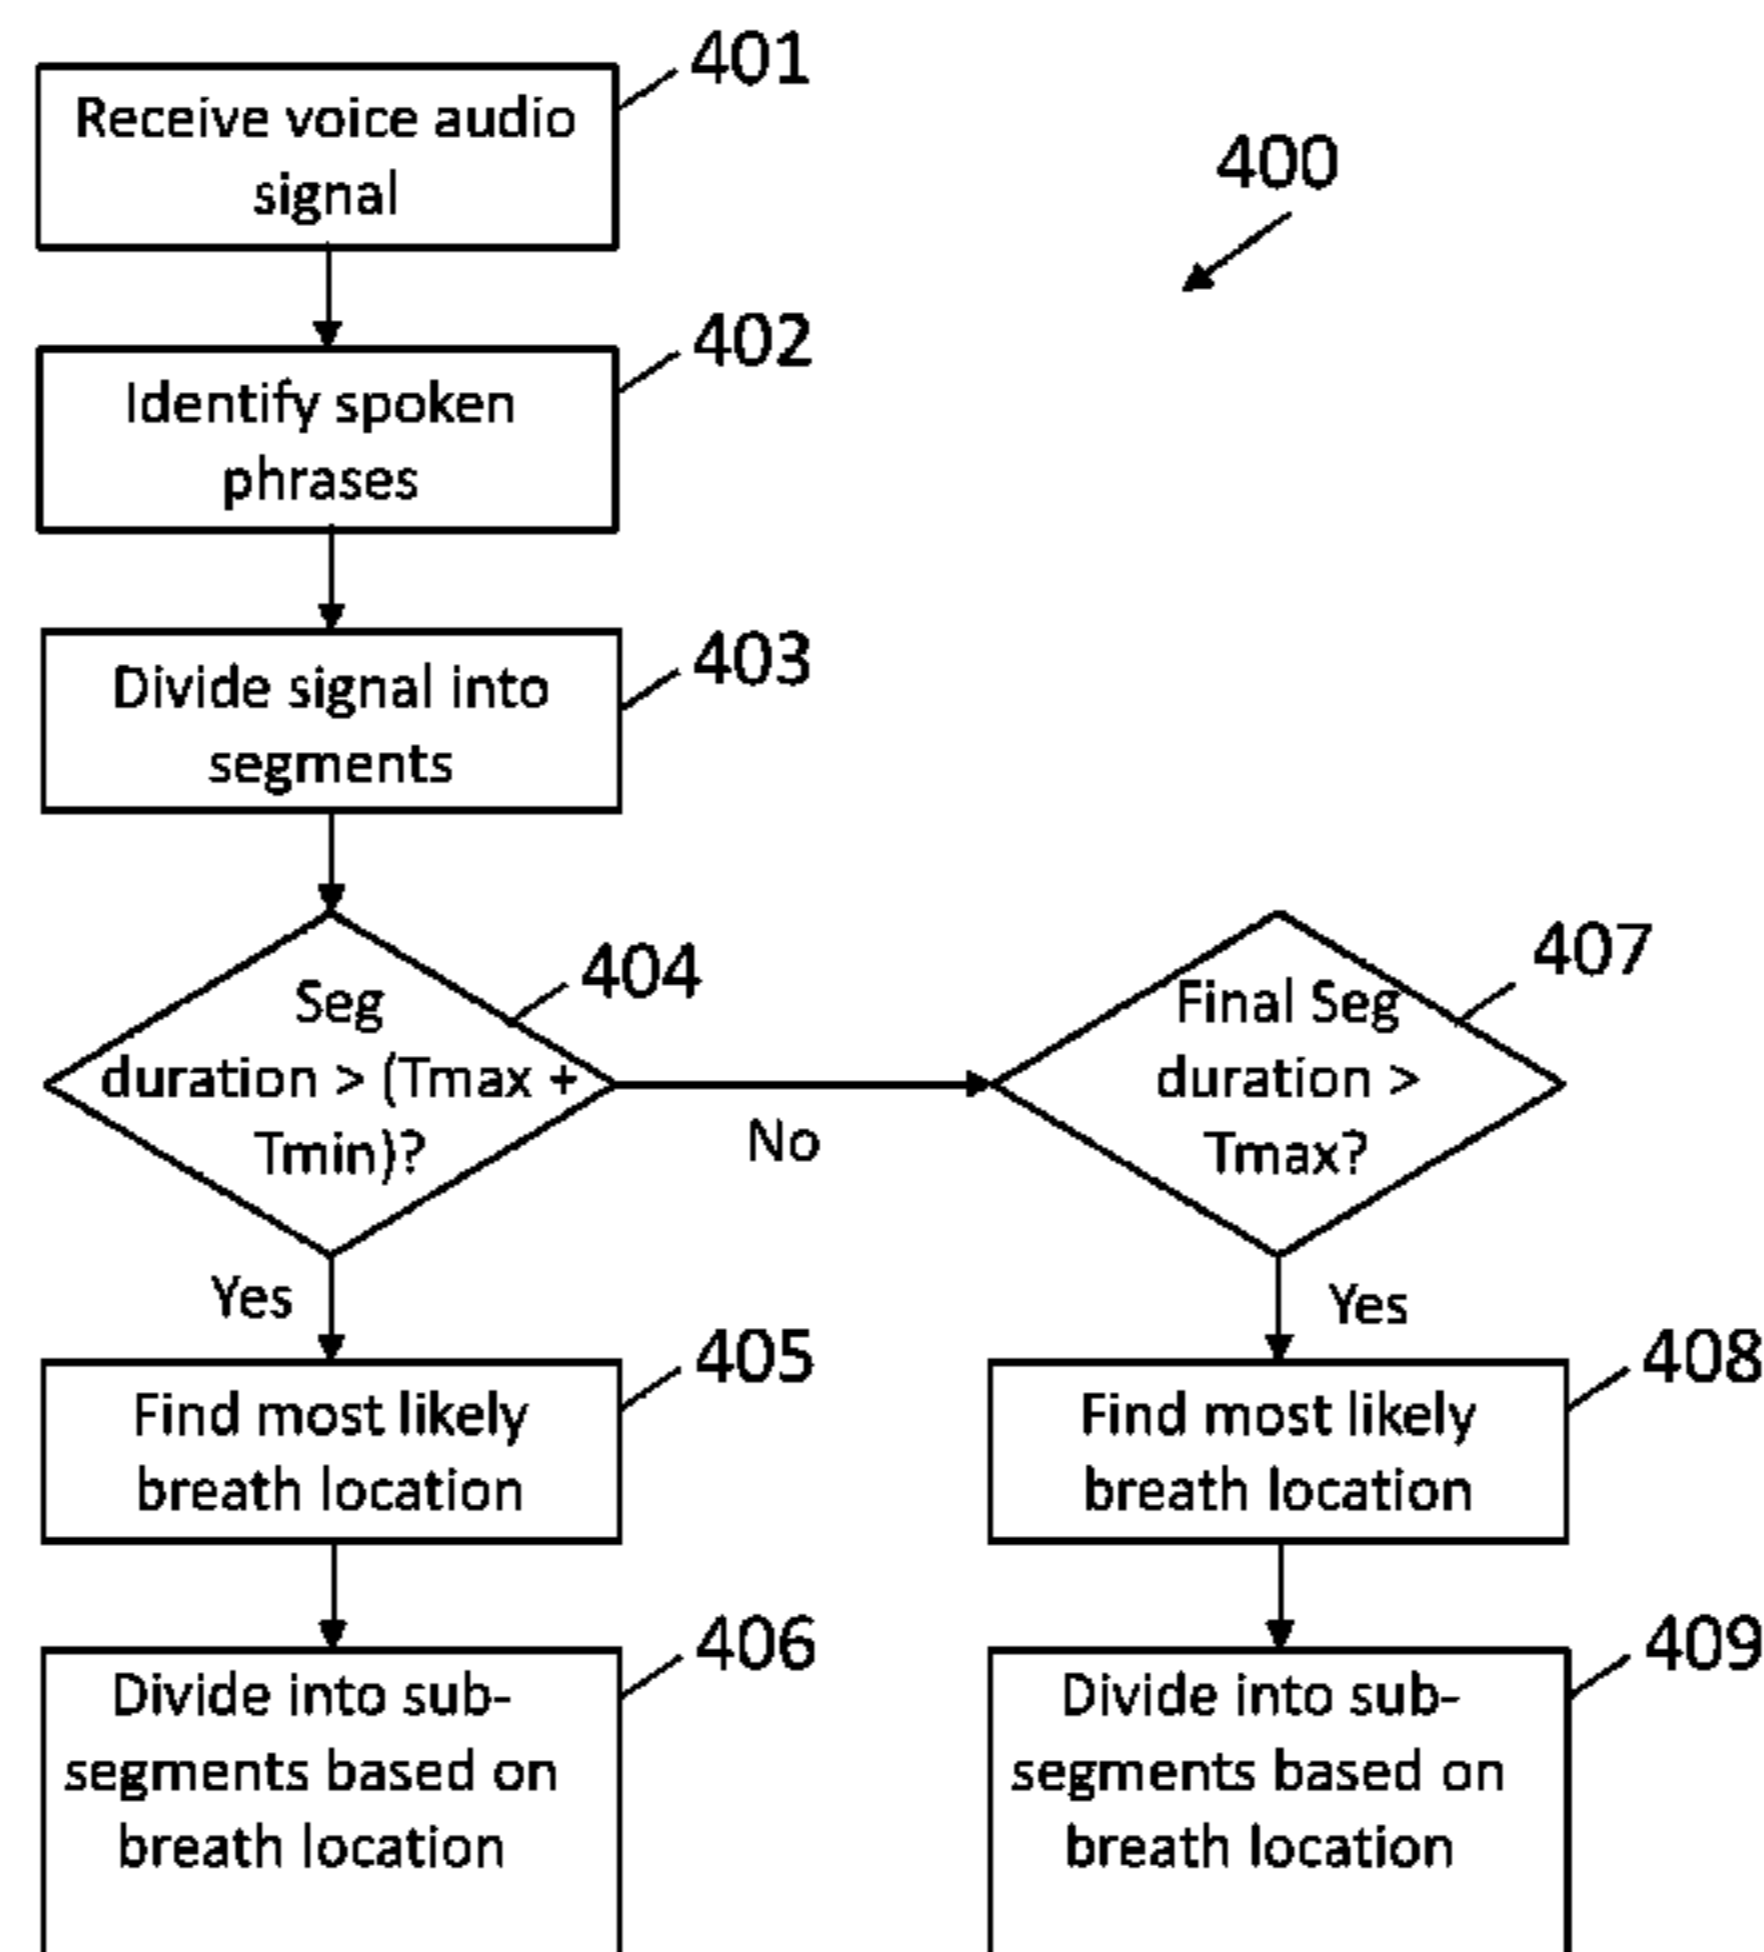 401
Receive voice audio
signal
400
402
Identify spoken
phrases
403
Divide signal into
segments
404
Seg
duration > (Tmax +
Tmin)?
No
407
Final Seg
duration >
Tmax?
Yes
Yes
405
Find most likely
breath location
408
Find most likely
breath location
406
Divide into sub-
segments based on
breath location
409
Divide into sub-
segments based on
breath location